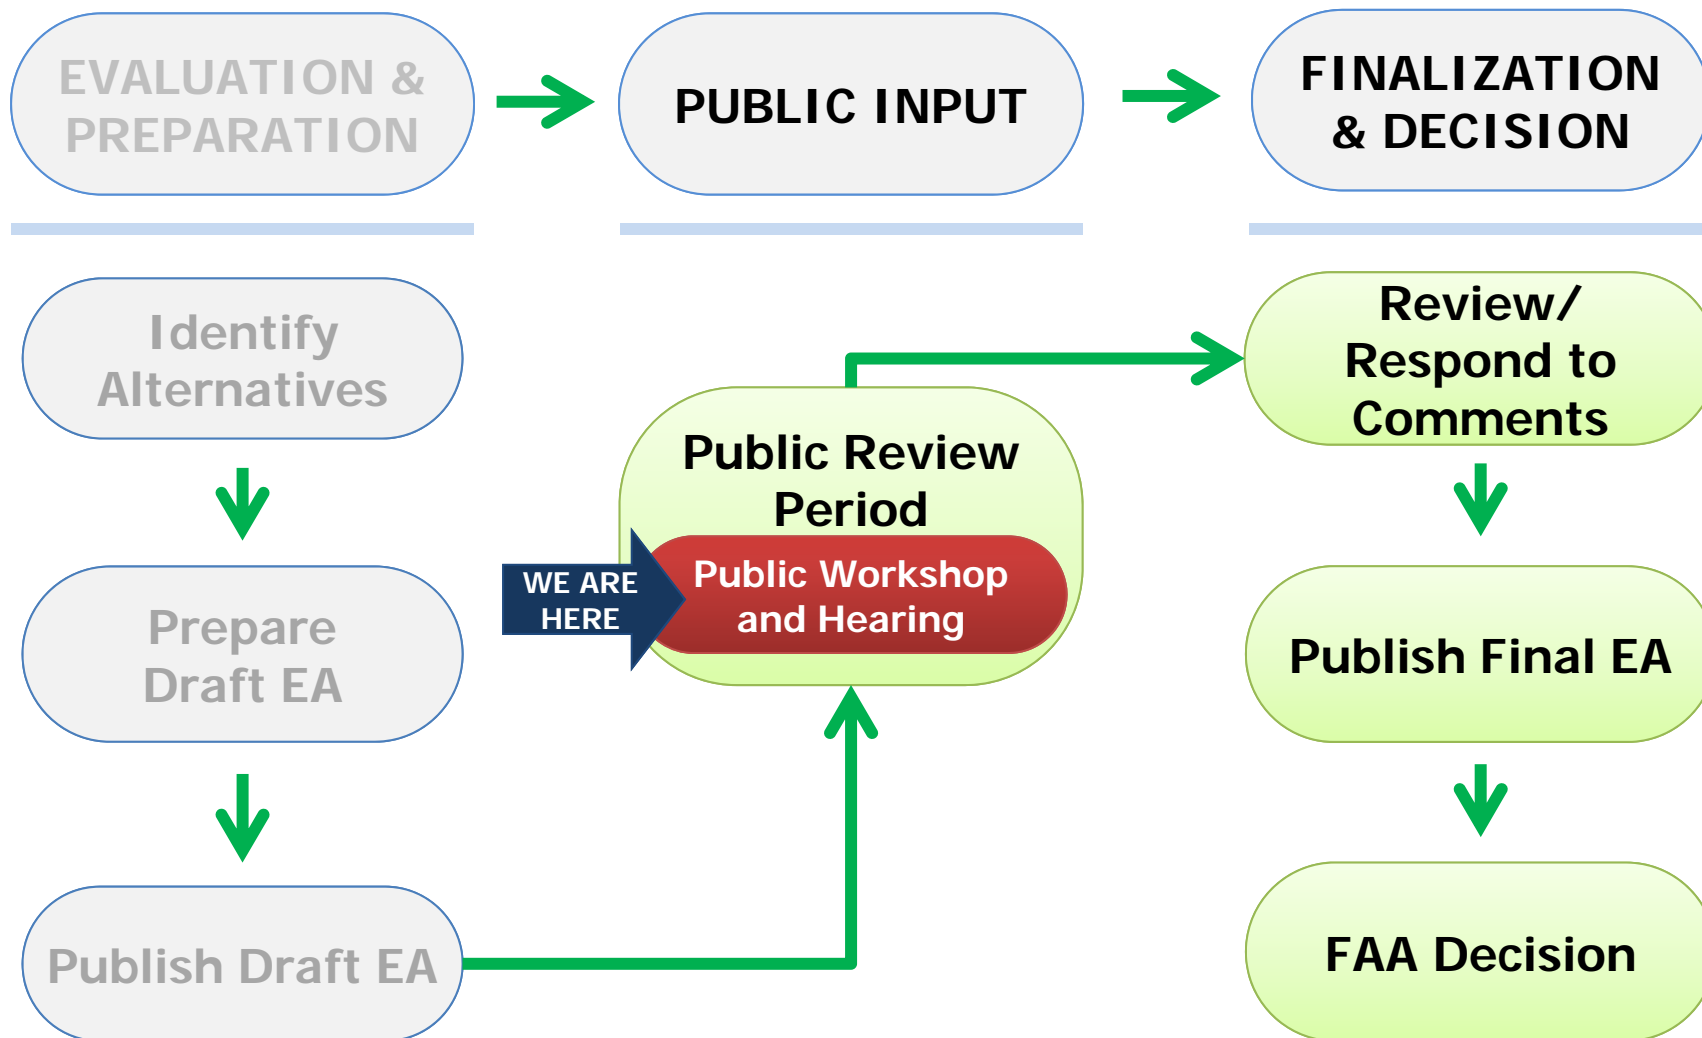 EVALUATION &
PREPARATION
PUBLIC INPUT
FINALIZATION
& DECISION
Identify
Alternatives
Prepare
Draft EA
Publish Draft EA
Public Review
Period
WE ARE
HERE
Public Workshop
and Hearing
Review/
Respond to
Comments
Publish Final EA
FAA Decision